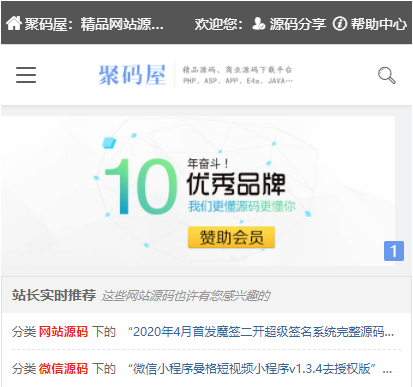 聚码屋：精品网站源... 欢迎您： 源码分享 帮助中心
聚码屋 精品源码、商业源码下载平台
PHP、ASP、APP、E4a、JAVA…
10 年奋斗！
优秀品牌
我们更懂源码更懂你
赞助会员
1
站长实时推荐 这些网站源码也许有您感兴趣的
分类 网站源码 下的 “2020年4月首发魔签二开超级签名系统完整源码...
分类 微信源码 下的 “微信小程序曼格短视频小程序v1.3.4去授权版”...